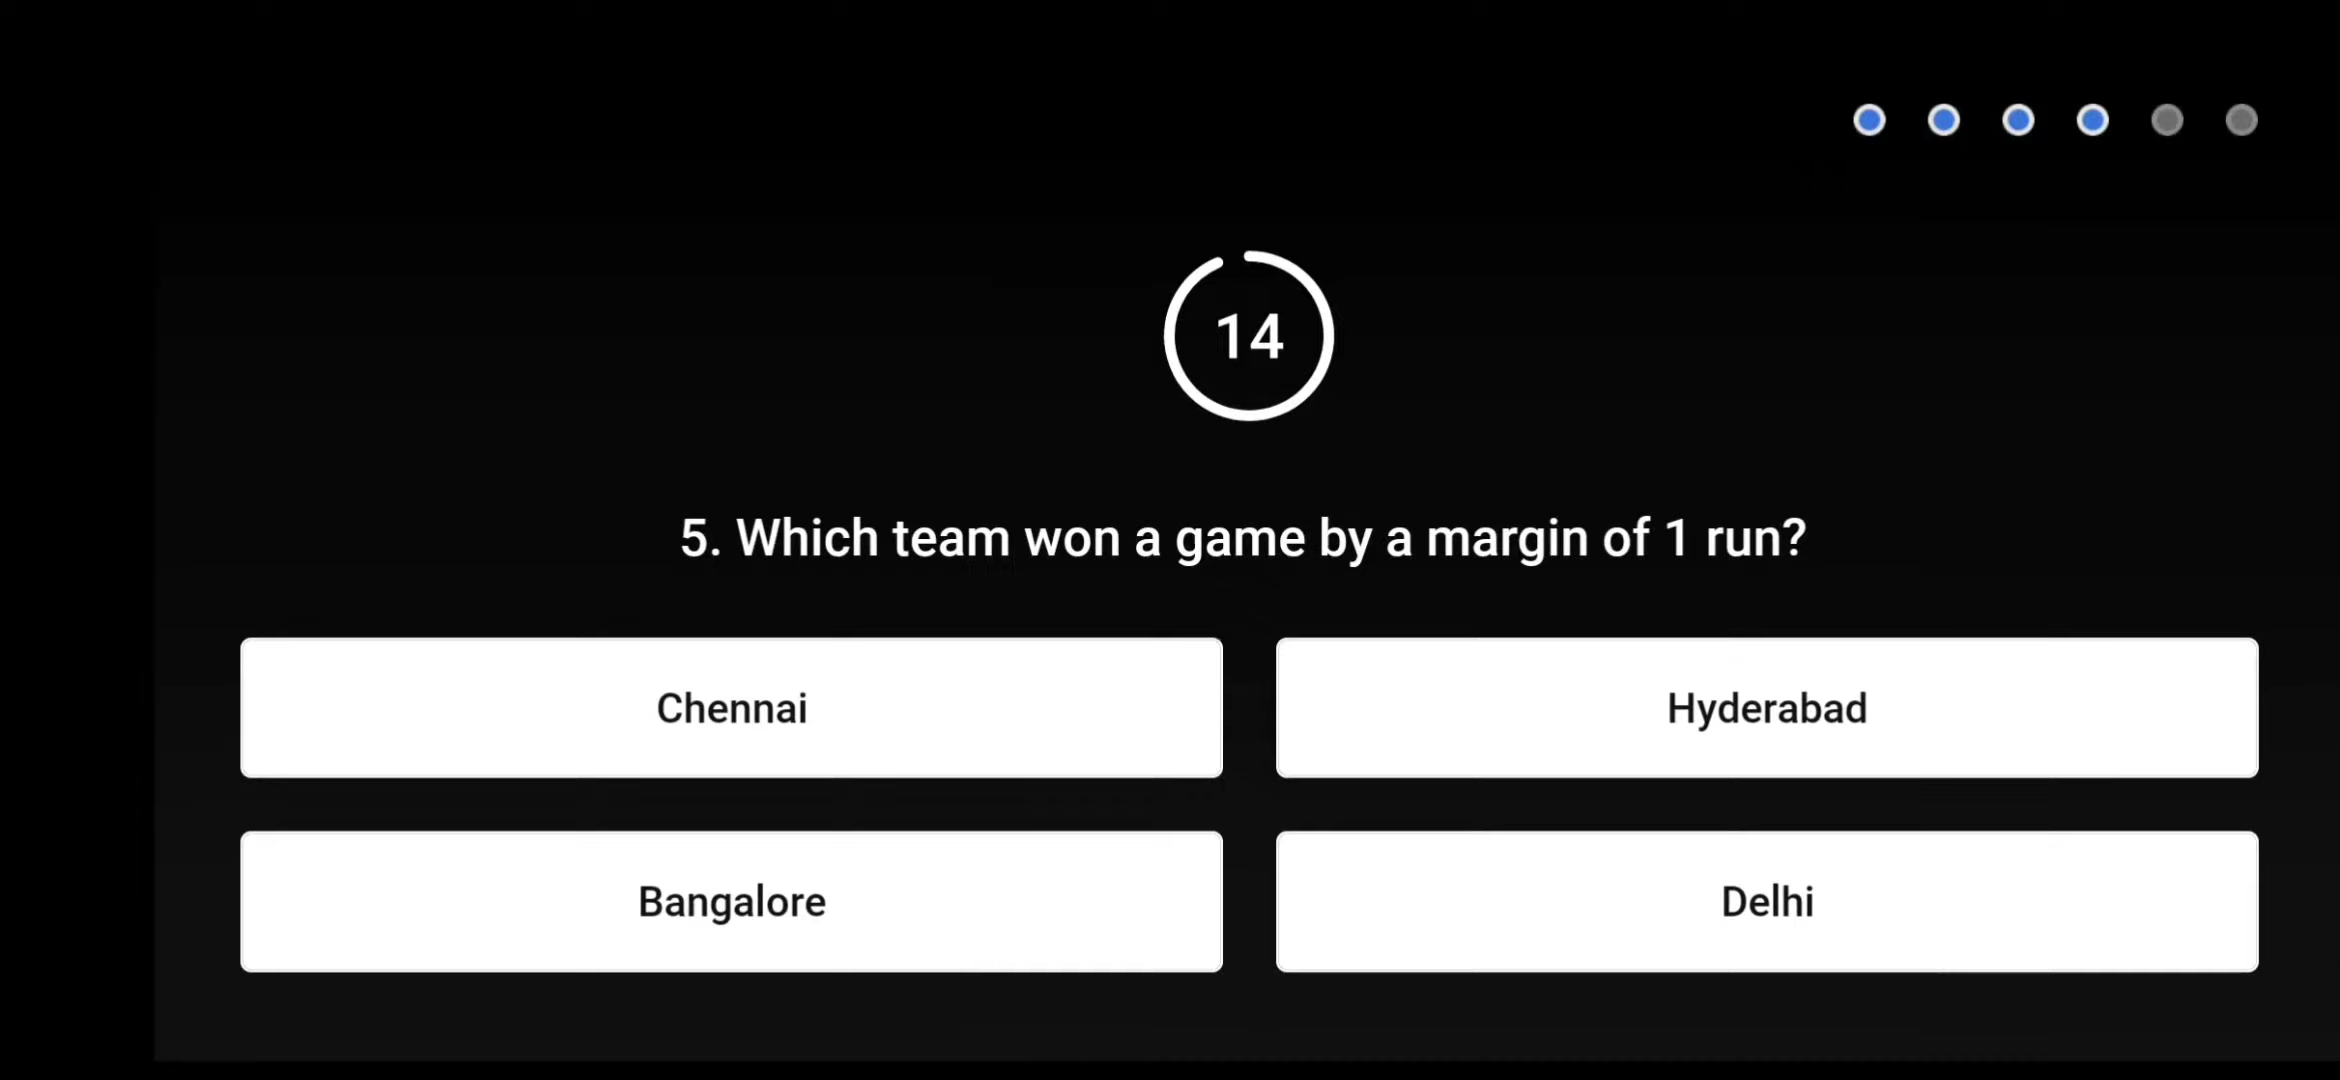 14
5. Which team won a game by a margin of 1 run?
Chennai
Hyderabad
Bangalore
Delhi